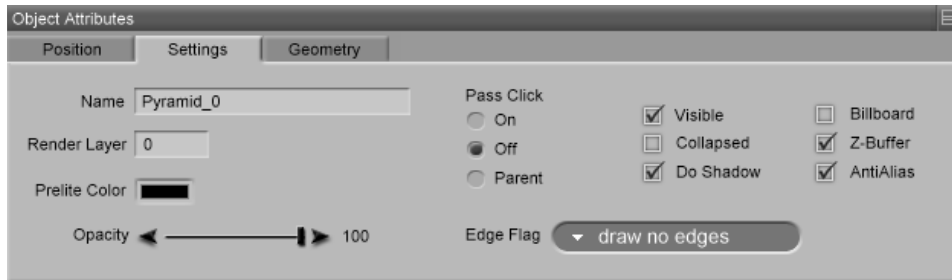 Object Attributes
Position Settings Geometry
Name Pyramid_0
Render Layer 0
Prelite Color
Opacity 100
Pass Click
On
Off
Parent
Visible
Collapsed
Do Shadow
Billboard
Z-Buffer
AntiAlias
Edge Flag draw no edges